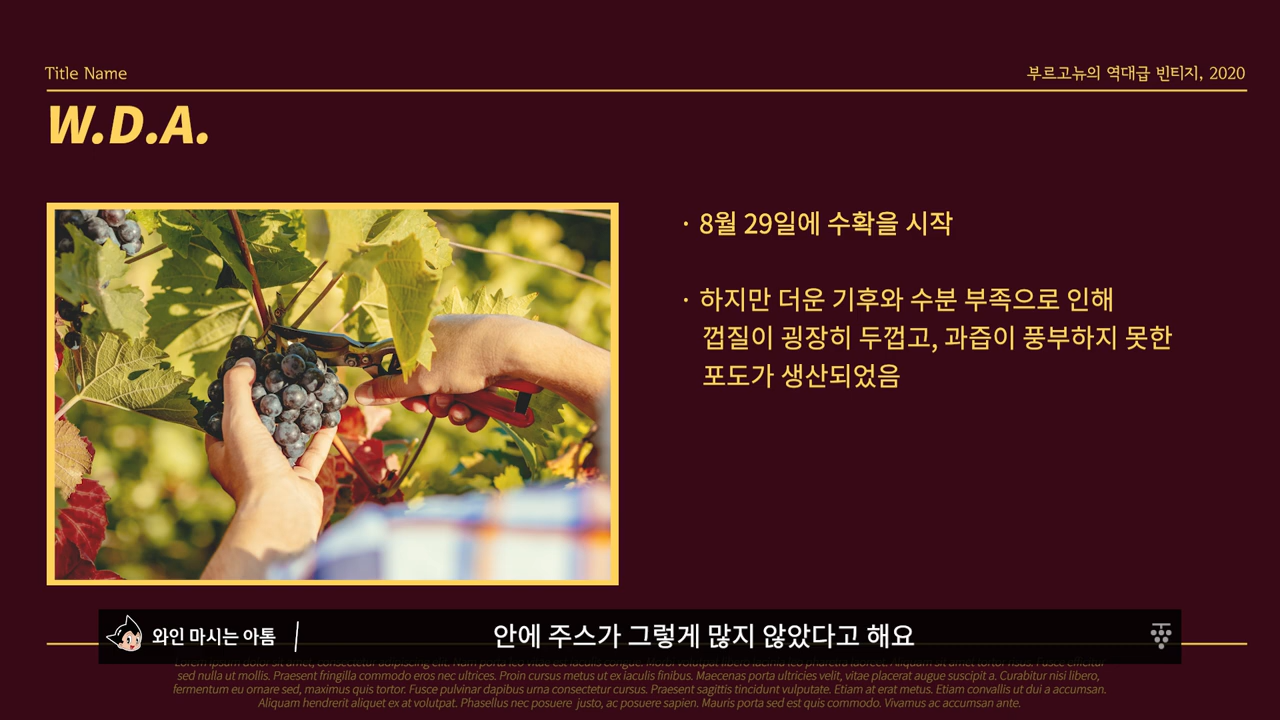 Title Name
부르고뉴의 역대급 빈티지, 2020
W.D.A.
· 8월 29일에 수확을 시작
· 하지만 더운 기후와 수분 부족으로 인해
껍질이 굉장히 두껍고, 과즙이 풍부하지 못한
포도가 생산되었음
와인 마시는 아톰
안에 주스가 그렇게 많지 않았다고 해요
sed nulla ut mollis. Praesent fringilla commodo eros nec ultrices. Proin cursus metus ut ex iaculis finibus. Maecenas porta ultricies velit, vitae placerat augue suscipit a. Curabitur nisi libero,
fermentum eu ornare sed, maximus quis tortor. Fusce pulvinar dapibus urna consectetur cursus. Praesent sagittis tincidunt vulputate. Etiam at erat metus. Etiam convallis ut dui a accumsan.
Aliquam hendrerit aliquet ex at volutpat. Phasellus nec posuere justo, ac posuere sapien. Mauris porta sed est quis commodo. Vivamus ac accumsan ante.